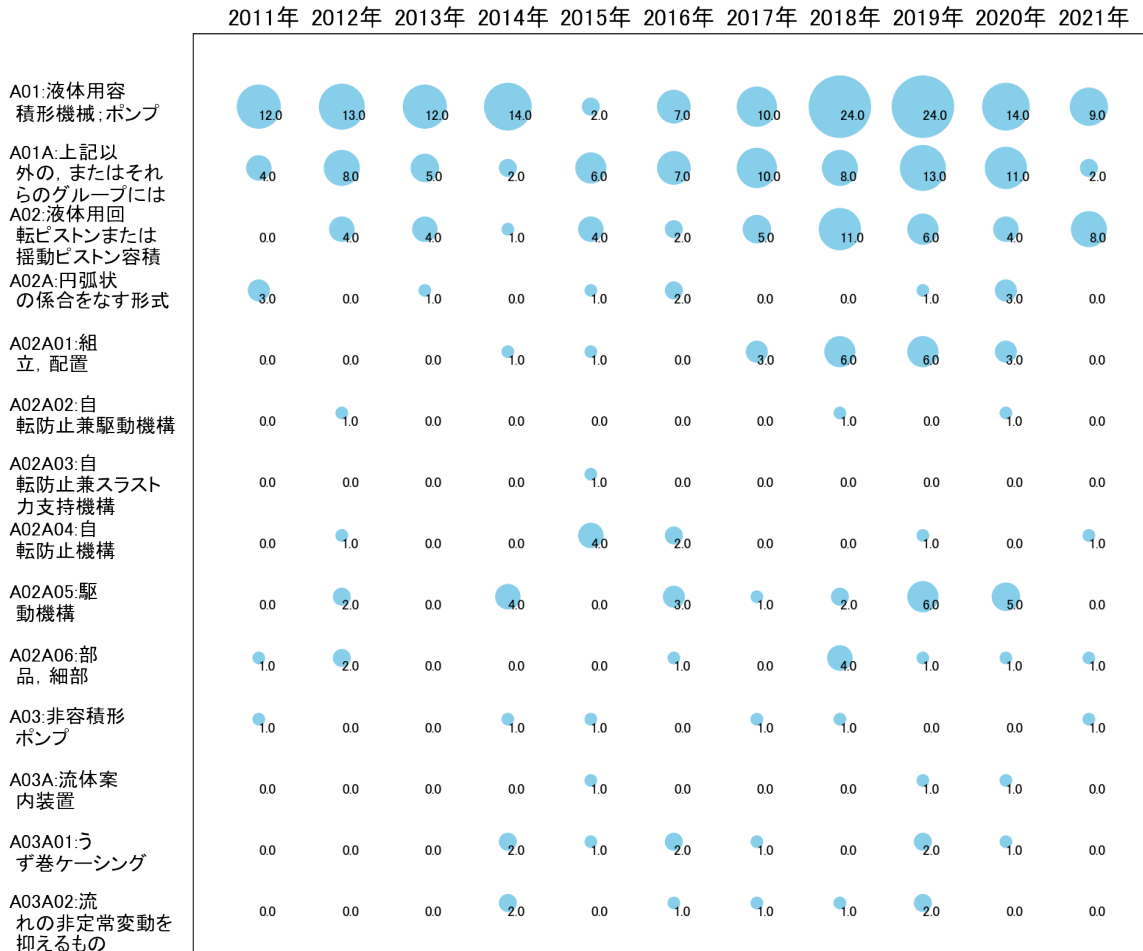 2011年 2012年 2013年 2014年 2015年 2016年 2017年 2018年 2019年 2020年 2021年
A01:液体用容
積形機械;ポンプ
12.0 13.0 12.0 14.0 2.0 7.0 10.0 24.0 24.0 14.0 9.0
A01A:上記以
外の,またはそれ
らのグループには
4.0 8.0 5.0 2.0 6.0 7.0 10.0 8.0 13.0 11.0 2.0
A02:液体用回
転ピストンまたは
揺動ピストン容積
0.0 4.0 4.0 1.0 4.0 2.0 5.0 11.0 6.0 4.0 8.0
A02A:円弧状
の係合をなす形式
3.0 0.0 1.0 0.0 1.0 2.0 0.0 0.0 1.0 3.0 0.0
A02A01:組
立,配置
0.0 0.0 0.0 1.0 1.0 0.0 3.0 6.0 6.0 3.0 0.0
A02A02:自
転防止兼駆動機構
0.0 1.0 0.0 0.0 0.0 0.0 0.0 1.0 0.0 1.0 0.0
A02A03:自
転防止兼スラスト
力支持機構
0.0 0.0 0.0 0.0 1.0 0.0 0.0 0.0 0.0 0.0 0.0
A02A04:自
転防止機構
0.0 1.0 0.0 0.0 4.0 2.0 0.0 0.0 1.0 0.0 1.0
A02A05:駆
動機構
0.0 2.0 0.0 4.0 0.0 3.0 1.0 2.0 6.0 5.0 0.0
A02A06:部
品,細部
1.0 2.0 0.0 0.0 0.0 1.0 0.0 4.0 1.0 1.0 1.0
A03:非容積形
ポンプ
1.0 0.0 0.0 1.0 1.0 0.0 1.0 1.0 0.0 0.0 1.0
A03A:流体案
内装置
0.0 0.0 0.0 0.0 1.0 0.0 0.0 0.0 1.0 1.0 0.0
A03A01:う
ず巻ケーシング
0.0 0.0 0.0 2.0 1.0 2.0 1.0 0.0 2.0 1.0 0.0
A03A02:流
れの非定常変動を
抑えるもの
0.0 0.0 0.0 2.0 0.0 1.0 1.0 1.0 2.0 0.0 0.0